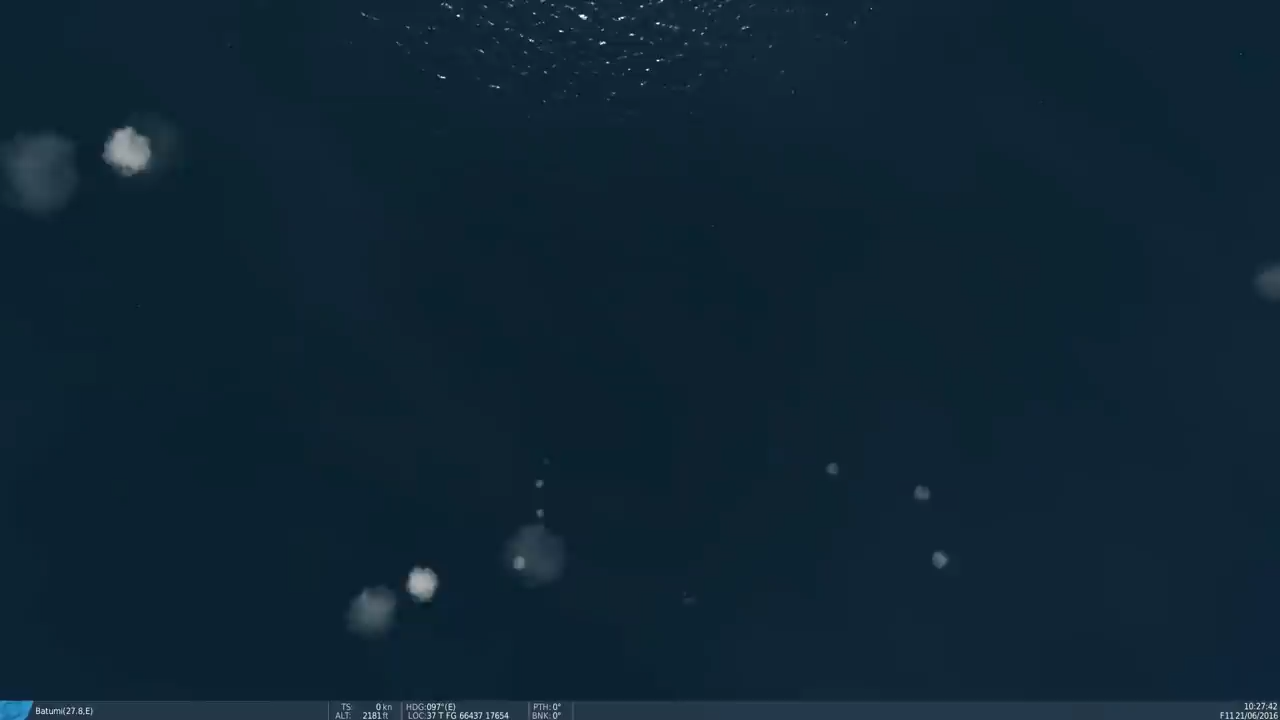 Batumi(27.8,E)
TS: 0 kn
ALT: 2181 ft
HDG:097°(E)
LOC:37 T FG 66437 17654
PTH: 0°
BNK: 0°
10:27:42
F11 21/06/2016